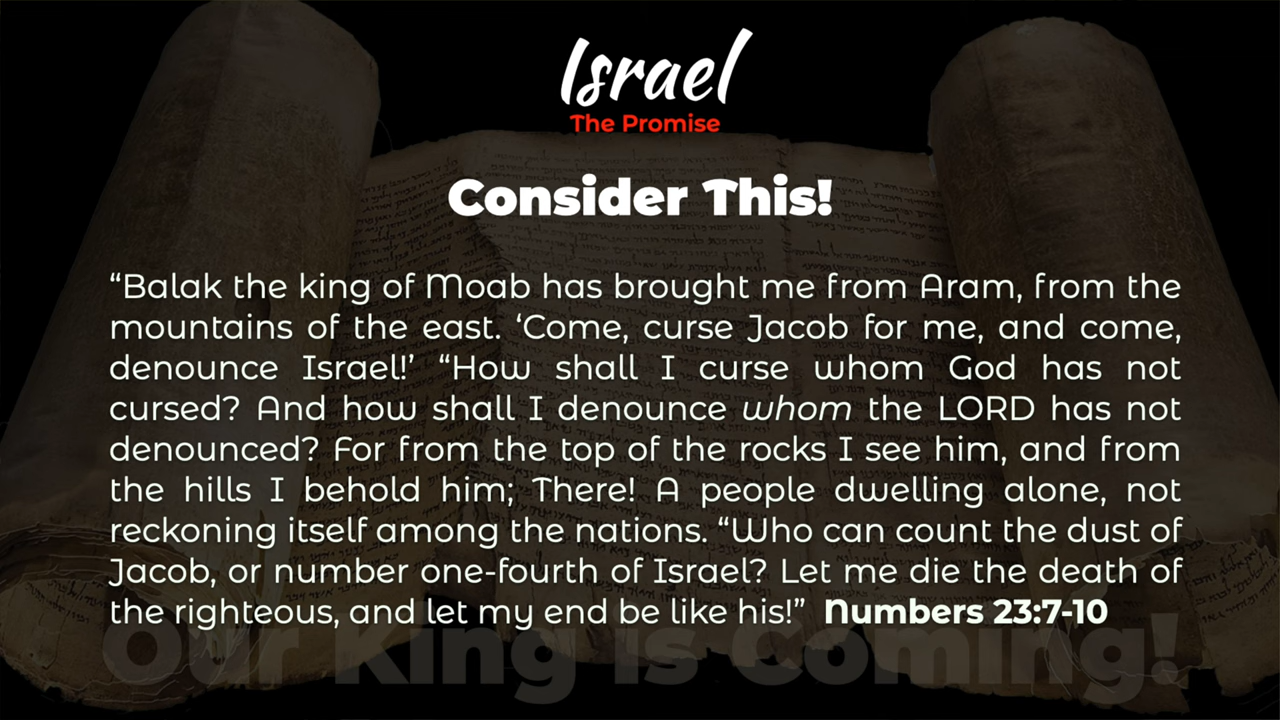 Israel
The Promise
Consider This!
“Balak the king of Moab has brought me from Aram, from the
mountains of the east. ‘Come, curse Jacob for me, and come,
denounce Israel!’ “How shall I curse whom God has not
cursed? And how shall I denounce whom the LORD has not
denounced? For from the top of the rocks I see him, and from
the hills I behold him; There! A people dwelling alone, not
reckoning itself among the nations. “Who can count the dust of
Jacob, or number one-fourth of Israel? Let me die the death of
the righteous, and let my end be like his!” Numbers 23:7-10
Our King Is Coming!